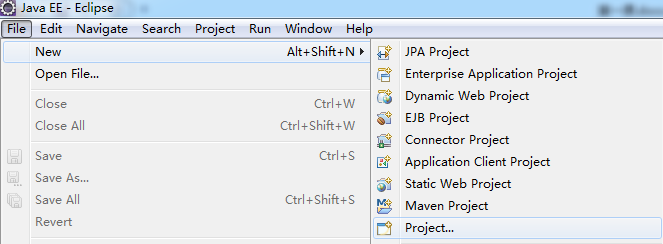 Java EE - Eclipse
File Edit Navigate Search Project Run Window Help
New Alt+Shift+N
Open File...
Close Ctrl+W
Close All Ctrl+Shift+W
Save Ctrl+S
Save As...
Save All Ctrl+Shift+S
Revert
JPA Project
Enterprise Application Project
Dynamic Web Project
EJB Project
Connector Project
Application Client Project
Static Web Project
Maven Project
Project...